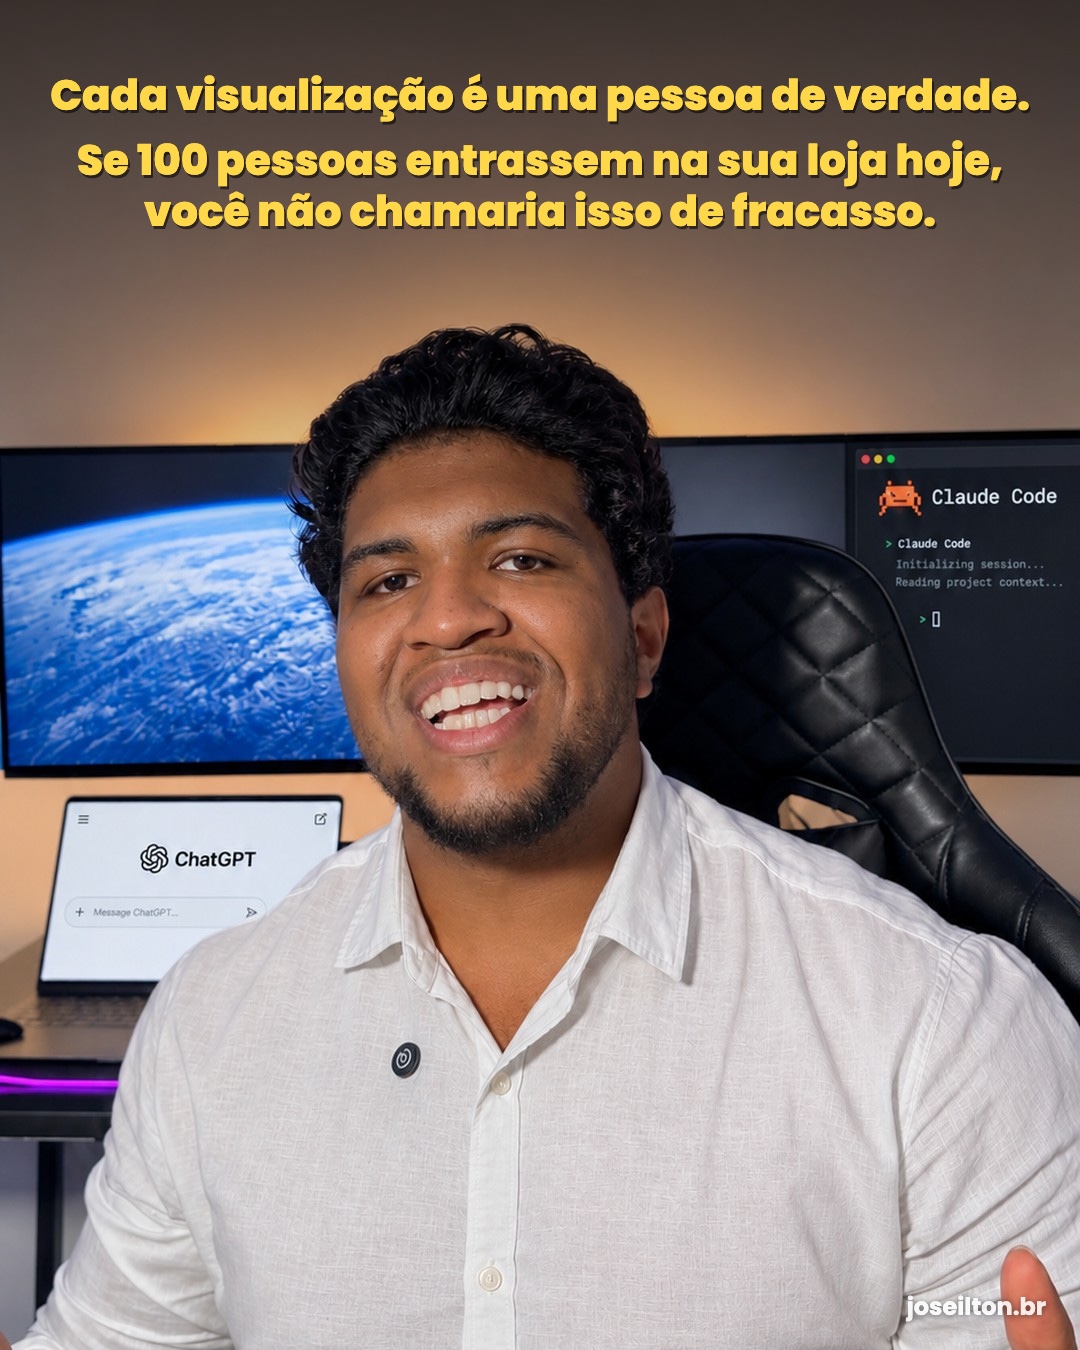 Cada visualização é uma pessoa de verdade.
Se 100 pessoas entrassem na sua loja hoje,
você não chamaria isso de fracasso.
Claude Code
> Claude Code
Initializing session...
Reading project context...
>
ChatGPT
+ Message ChatGPT...
joseilton.br